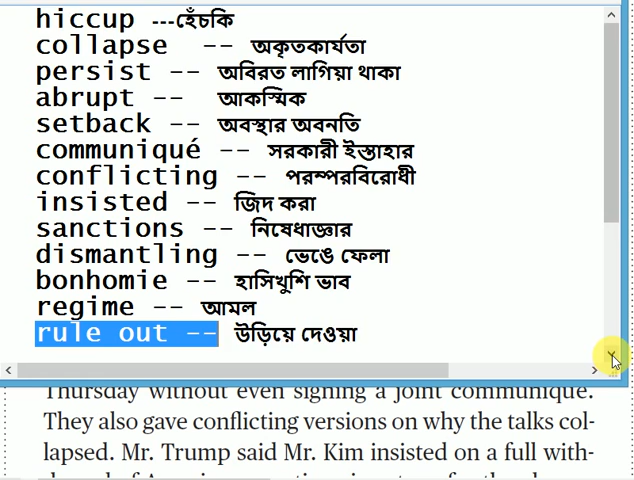 hiccup ---হেঁচকি
collapse -- অকৃতকার্যতা
persist -- অবিরত লাগিয়া থাকা
abrupt -- আকস্মিক
setback -- অবস্থার অবনতি
communiqué -- সরকারী ইস্তাহার
conflicting -- পরস্পরবিরোধী
insisted -- জিদ করা
sanctions -- নিষেধাজ্ঞার
dismantling -- ভেঙে ফেলা
bonhomie -- হাসিখুশি ভাব
regime -- আমল
rule out -- উড়িয়ে দেওয়া
Thursday without even signing a joint communiqué.
They also gave conflicting versions on why the talks col-
lapsed. Mr. Trump said Mr. Kim insisted on a full with-